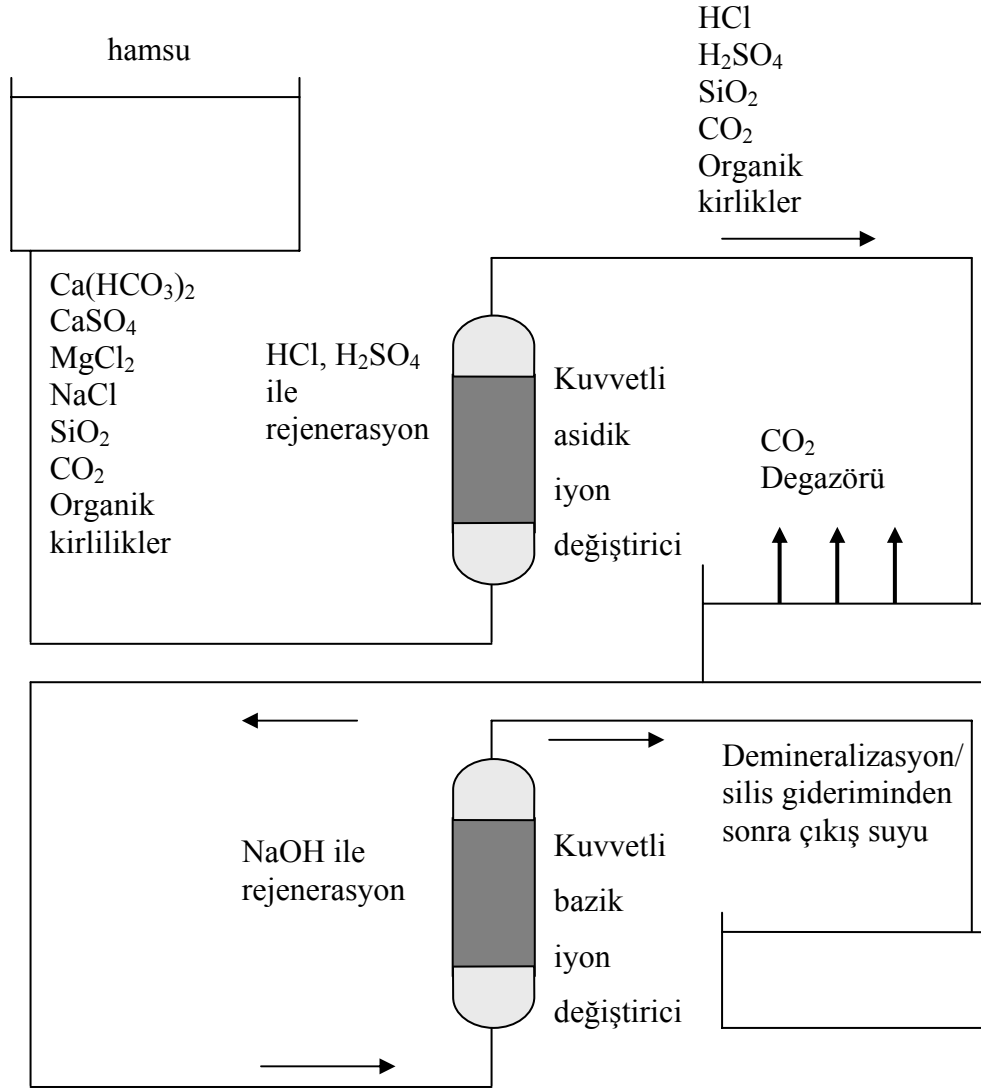 hamsu
HCl
H₂SO₄
SiO₂
CO₂
Organik
kirlikler
Ca(HCO₃)₂
CaSO₄
MgCl₂
NaCl
SiO₂
CO₂
Organik
kirlilikler
HCl, H₂SO₄
ile
rejenerasyon
Kuvvetli
asidik
iyon
değiştirici
CO₂
Degazörü
NaOH ile
rejenerasyon
Kuvvetli
bazik
iyon
değiştirici
Demineralizasyon/
silis gideriminden
sonra çıkış suyu